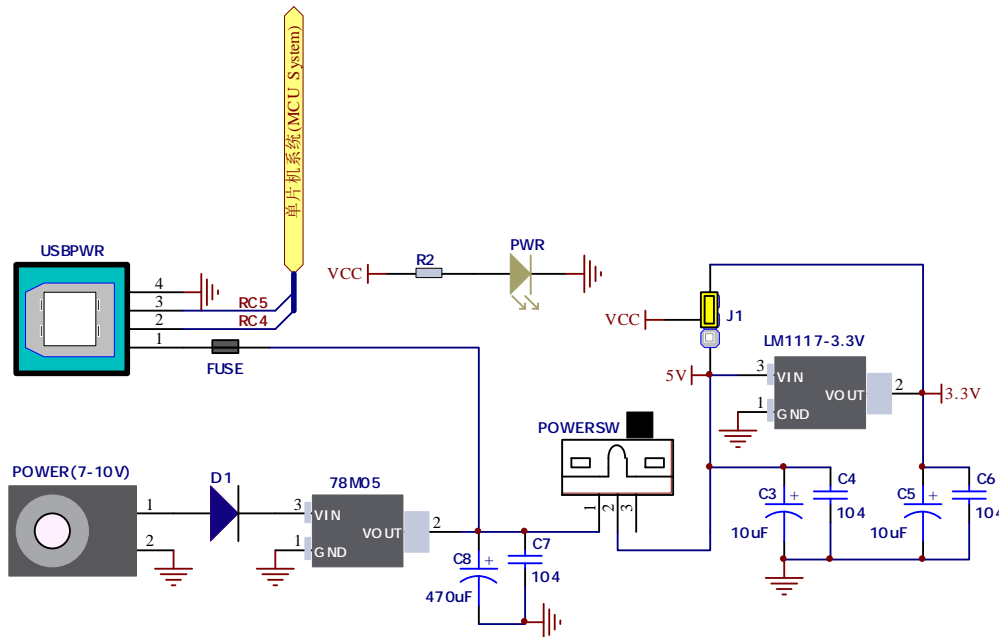 单片机系统(MCU System)
USBPWR
4
3
2
1
RC5
RC4
FUSE
VCC
R2
PWR
VCC
J1
LM1117-3.3V
5V
3
VIN
VOUT
2
3.3V
1
GND
POWERSW
1
2
3
POWER(7-10V)
1
2
D1
78M05
3
VIN
VOUT
2
1
GND
C8
+
470uF
C7
104
C3
+
10uF
C4
104
C5
+
10uF
C6
104